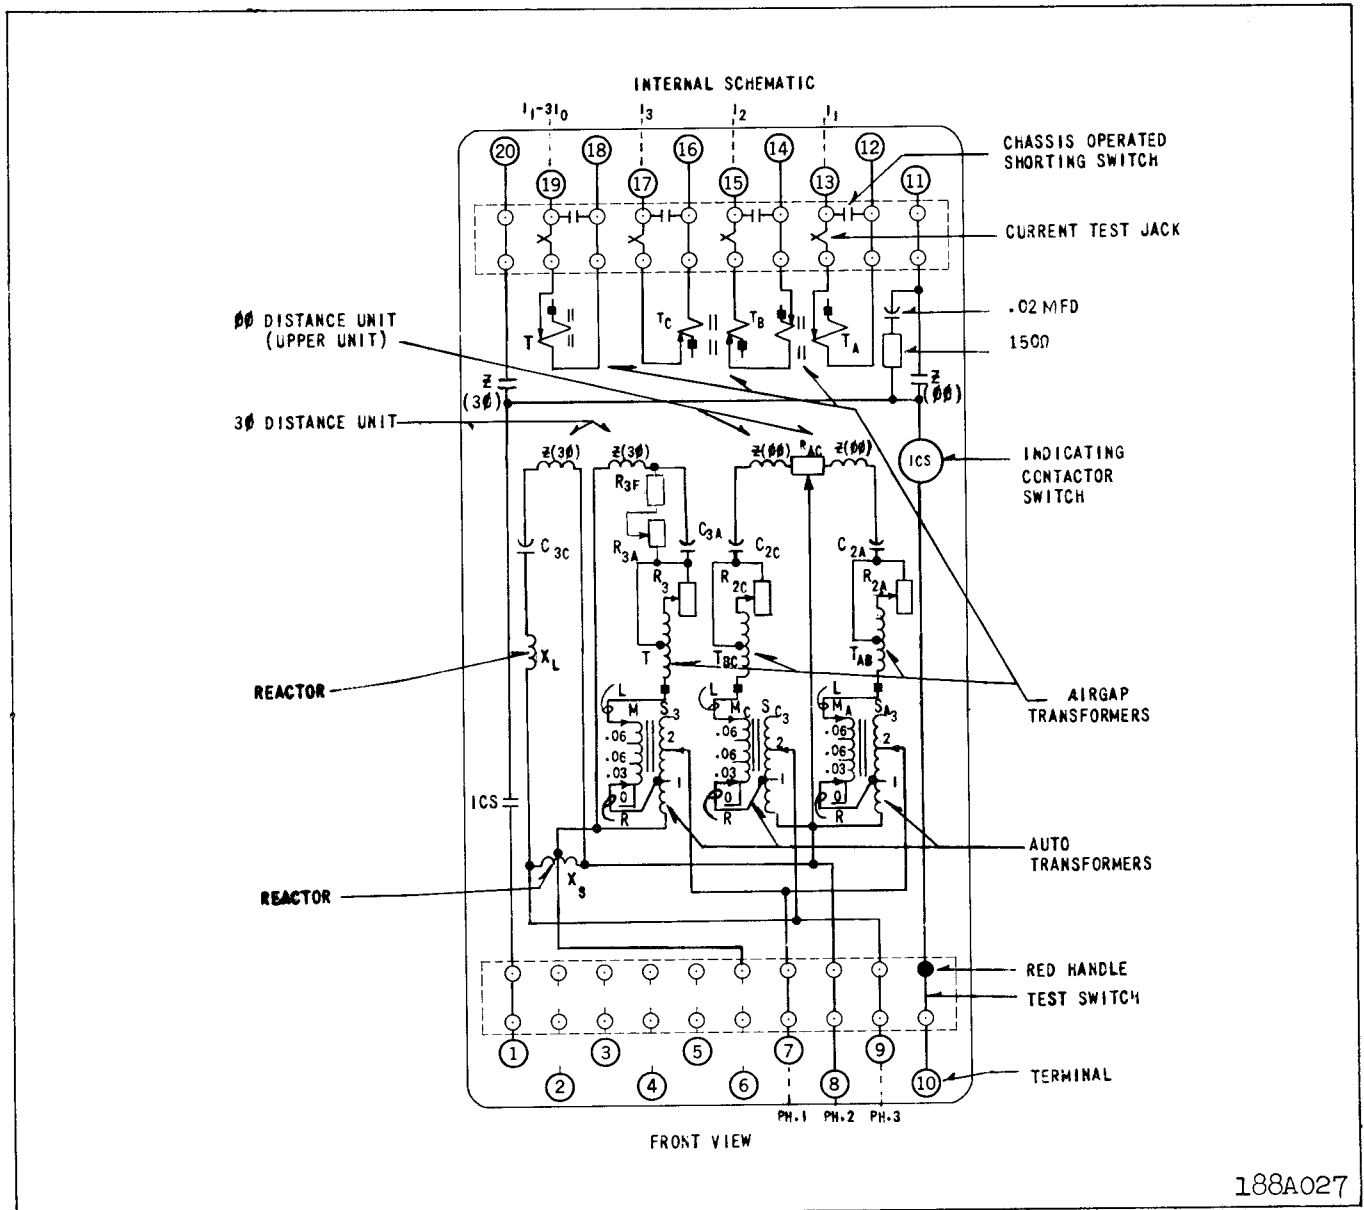 INTERNAL SCHEMATIC
I1-3I0 I3 I2 I1
20 18 16 14 12
19 17 15 13 11
CHASSIS OPERATED
SHORTING SWITCH
CURRENT TEST JACK
ØØ DISTANCE UNIT
(UPPER UNIT)
T TC TB TA
.02 MFD
150Ω
Z
(3Ø)
Z
(ØØ)
3Ø DISTANCE UNIT
Z(3Ø) Z(3Ø) Z(ØØ) RAC Z(ØØ)
ICS
INDICATING
CONTACTOR
SWITCH
R3F
C3C R3A C3A C2C C2A
R3 R2C R2A
XL T TBC TAB
REACTOR
AIRGAP
TRANSFORMERS
L L L
M S3 MC SC3 MA SA3
.06 2 .06 2 .06 2
.06 .06 .06
.03 1 .03 1 .03 1
0 0 0
R R R
ICS
AUTO
TRANSFORMERS
REACTOR
XS
RED HANDLE
TEST SWITCH
1 3 5 7 9
2 4 6 8 10
TERMINAL
PH.1 PH.2 PH.3
FRONT VIEW
188A027